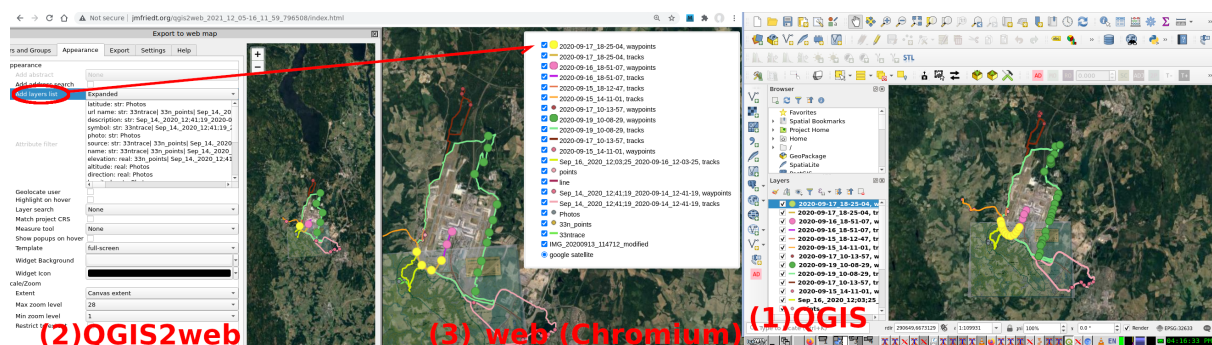 Not secure | jmfriedt.org/qgis2web_2021_12_05-16_11_59_796508/index.html
Export to web map
rs and Groups Appearance Export Settings Help
ppearance
Add abstract None
Add address search
Add layers list Expanded
latitude: str: Photos
url name: str: 33ntrace| 33n_points| Sep_14,_20
description: str: Sep_14,_2020_12:41:19_2020-0
symbol: str: 33ntrace| Sep_14,_2020_12:41:19_2
photo: str: Photos
Attribute filter
source: str: 33ntrace| 33n_points| Sep_14,_2020
name: str: 33ntrace| 33n_points| Sep_14,_2020_
elevation: real: 33n_points| Sep_14,_2020_12:41
altitude: real: Photos
direction: real: Photos
Geolocate user
Highlight on hover
Layer search None
Match project CRS
Measure tool None
Show popups on hover
Template full-screen
Widget Background
Widget Icon
cale/Zoom
Extent Canvas extent
Max zoom level 28
Min zoom level 1
Restrict to
(2)QGIS2web
+
−
2020-09-17_18-25-04, waypoints
2020-09-17_18-25-04, tracks
2020-09-16_18-51-07, waypoints
2020-09-16_18-51-07, tracks
2020-09-15_18-12-47, tracks
2020-09-15_14-11-01, tracks
2020-09-17_10-13-57, waypoints
2020-09-19_10-08-29, waypoints
2020-09-19_10-08-29, tracks
2020-09-17_10-13-57, tracks
2020-09-15_14-11-01, waypoints
Sep_16,_2020_12;03;25_2020-09-16_12-03-25, tracks
points
line
Sep_14,_2020_12;41;19_2020-09-14_12-41-19, waypoints
Sep_14,_2020_12;41;19_2020-09-14_12-41-19, tracks
Photos
33n_points
33ntrace
IMG_20200913_114712_modified
google satellite
(3) web (Chromium)
STL
0.000
Browser
Favorites
Spatial Bookmarks
Project Home
Home
/
GeoPackage
SpatiaLite
Layers
2020-09-17_18-25-04, w
2020-09-17_18-25-04, tr
2020-09-16_18-51-07, w
2020-09-16_18-51-07, tr
2020-09-15_18-12-47, tr
2020-09-15_14-11-01, tr
2020-09-17_10-13-57, w
2020-09-19_10-08-29, w
2020-09-19_10-08-29, tr
2020-09-17_10-13-57, tr
2020-09-15_14-11-01, w
Sep_16,_2020_12;03;25_
(1)QGIS
290649,6673129 1:109931 100% 0.0 ° Render EPSG:32633
EN 04:16:33 PM